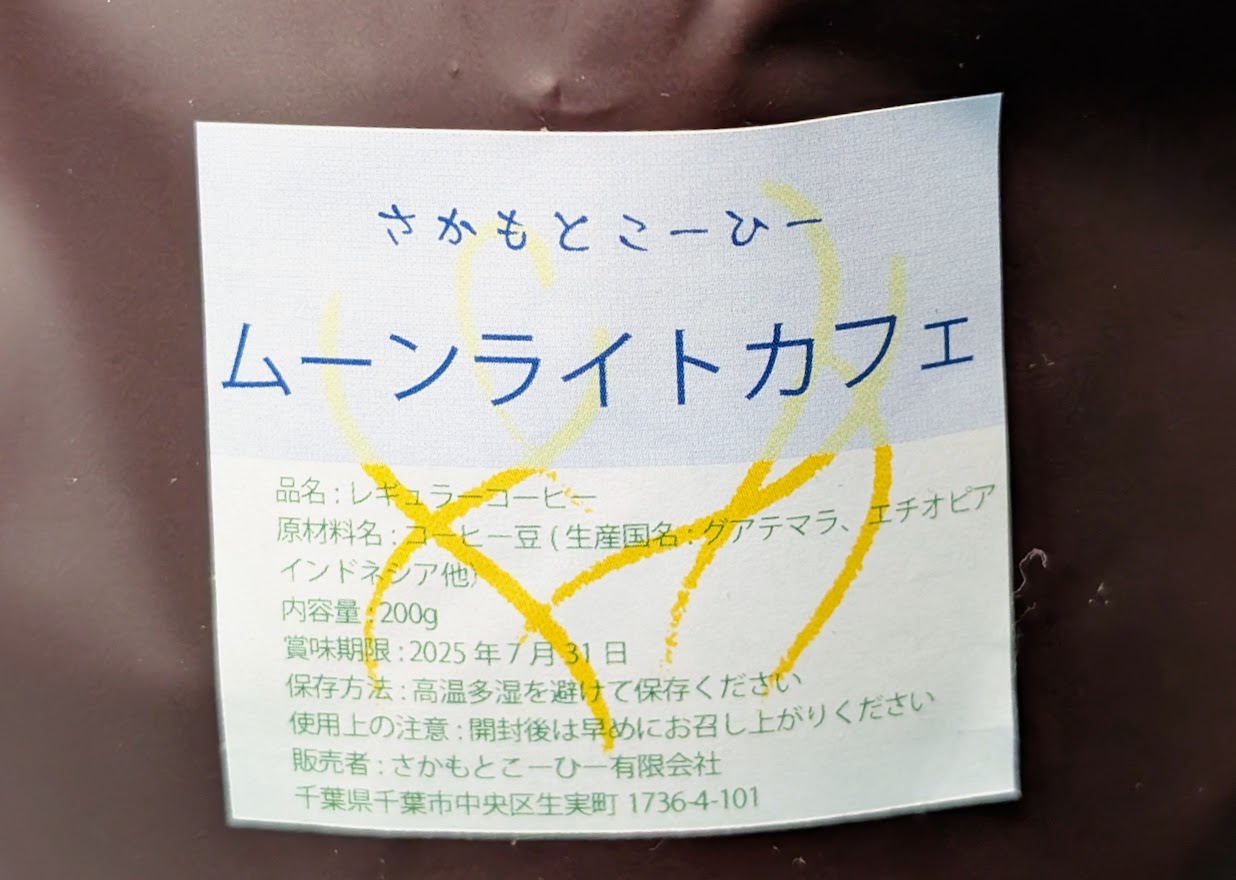 さかもとこーひー
ムーンライトカフェ
品名 : レギュラーコーヒー
原材料名 : コーヒー豆 ( 生産国名 : グアテマラ、エチオピア
インドネシア他)
内容量 : 200g
賞味期限 : 2025 年 7 月 31 日
保存方法 : 高温多湿を避けて保存ください
使用上の注意 : 開封後は早めにお召し上がりください
販売者 : さかもとこーひー有限会社
千葉県千葉市中央区生実町 1736-4-101